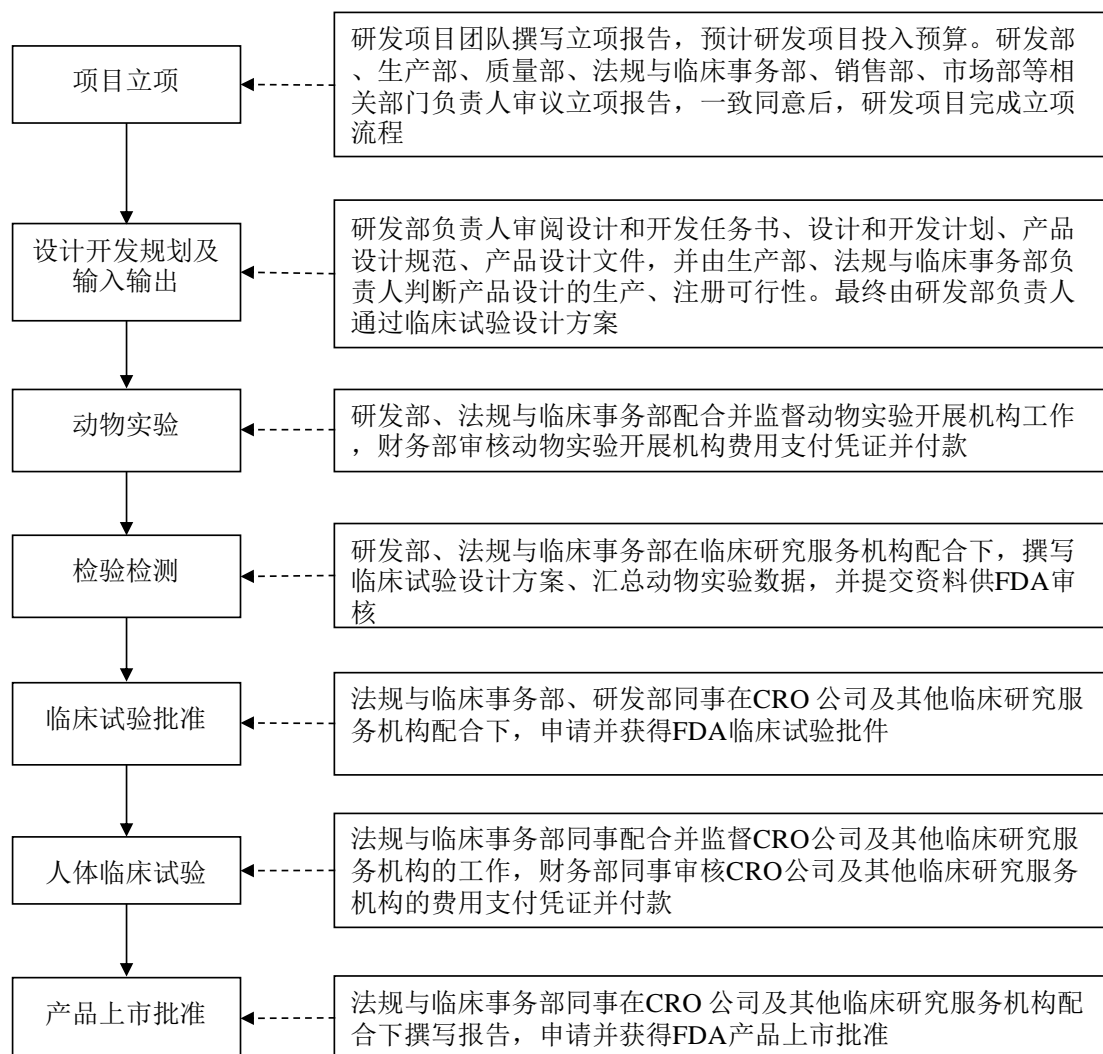 项目立项
研发项目团队撰写立项报告，预计研发项目投入预算。研发部
、生产部、质量部、法规与临床事务部、销售部、市场部等相
关部门负责人审议立项报告，一致同意后，研发项目完成立项
流程
设计开发规划及
输入输出
研发部负责人审阅设计和开发任务书、设计和开发计划、产品
设计规范、产品设计文件，并由生产部、法规与临床事务部负
责人判断产品设计的生产、注册可行性。最终由研发部负责人
通过临床试验设计方案
动物实验
研发部、法规与临床事务部配合并监督动物实验开展机构工作
，财务部审核动物实验开展机构费用支付凭证并付款
检验检测
研发部、法规与临床事务部在临床研究服务机构配合下，撰写
临床试验设计方案、汇总动物实验数据，并提交资料供FDA审
核
临床试验批准
法规与临床事务部、研发部同事在CRO 公司及其他临床研究服
务机构配合下，申请并获得FDA临床试验批件
人体临床试验
法规与临床事务部同事配合并监督CRO公司及其他临床研究服
务机构的工作，财务部同事审核CRO公司及其他临床研究服务
机构的费用支付凭证并付款
产品上市批准
法规与临床事务部同事在CRO 公司及其他临床研究服务机构配
合下撰写报告，申请并获得FDA产品上市批准